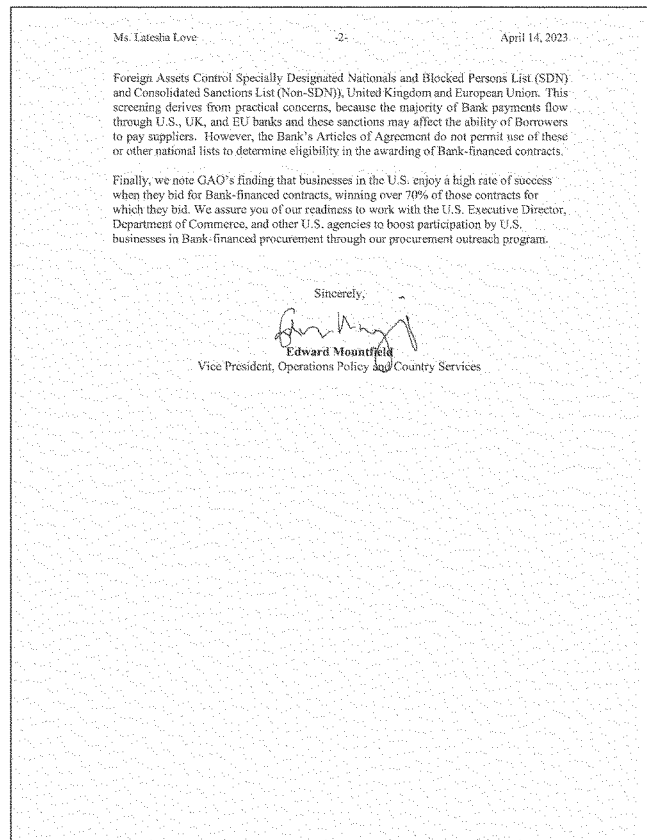 Ms. Latesha Love -2- April 14, 2023
Foreign Assets Control Specially Designated Nationals and Blocked Persons List (SDN)
and Consolidated Sanctions List (Non-SDN)), United Kingdom and European Union. This
screening derives from practical concerns, because the majority of Bank payments flow
through U.S., UK, and EU banks and these sanctions may affect the ability of Borrowers
to pay suppliers. However, the Bank's Articles of Agreement do not permit use of these
or other national lists to determine eligibility in the awarding of Bank-financed contracts.
Finally, we note GAO's finding that businesses in the U.S. enjoy a high rate of success
when they bid for Bank-financed contracts, winning over 70% of those contracts for
which they bid. We assure you of our readiness to work with the U.S. Executive Director,
Department of Commerce, and other U.S. agencies to boost participation by U.S.
businesses in Bank-financed procurement through our procurement outreach program.
Sincerely,
Edward Mountfield
Vice President, Operations Policy and Country Services